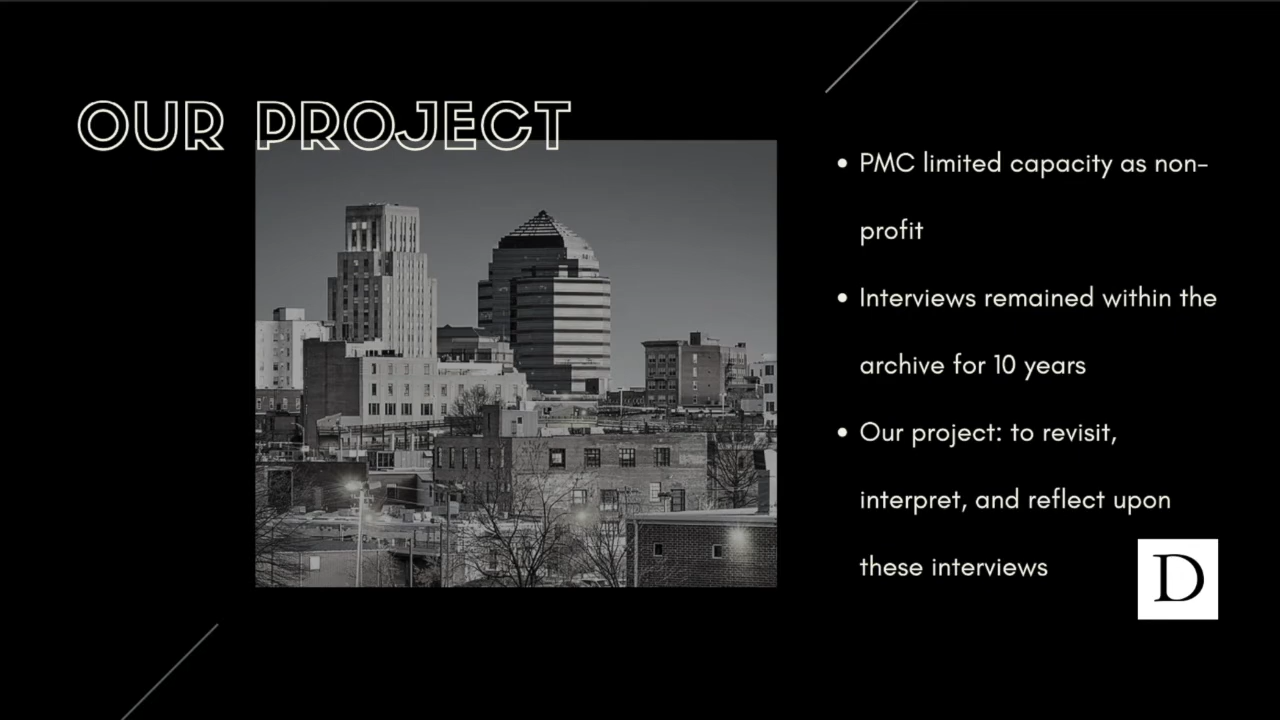 OUR PROJECT
• PMC limited capacity as non-
profit
• Interviews remained within the
archive for 10 years
• Our project: to revisit,
interpret, and reflect upon
these interviews
D